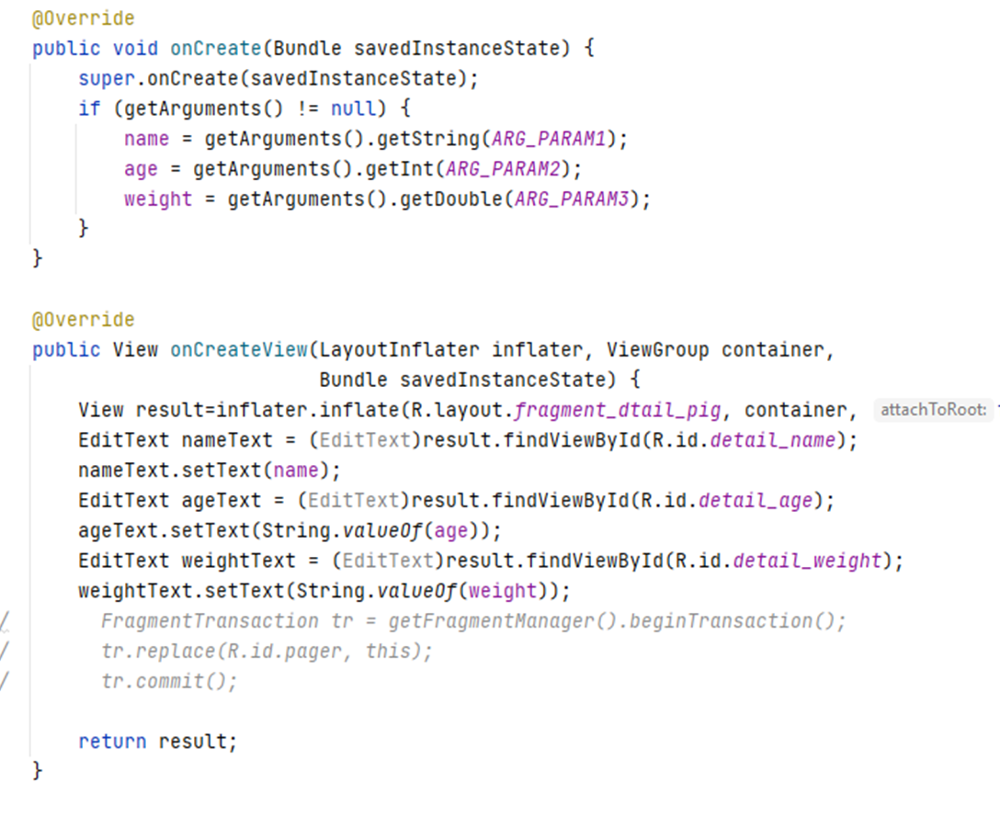 @Override
public void onCreate(Bundle savedInstanceState) {
    super.onCreate(savedInstanceState);
    if (getArguments() != null) {
        name = getArguments().getString(ARG_PARAM1);
        age = getArguments().getInt(ARG_PARAM2);
        weight = getArguments().getDouble(ARG_PARAM3);
    }
}
@Override
public View onCreateView(LayoutInflater inflater, ViewGroup container,
                         Bundle savedInstanceState) {
    View result=inflater.inflate(R.layout.fragment_dtail_pig, container, attachToRoot:
    EditText nameText = (EditText)result.findViewById(R.id.detail_name);
    nameText.setText(name);
    EditText ageText = (EditText)result.findViewById(R.id.detail_age);
    ageText.setText(String.valueOf(age));
    EditText weightText = (EditText)result.findViewById(R.id.detail_weight);
    weightText.setText(String.valueOf(weight));
/     FragmentTransaction tr = getFragmentManager().beginTransaction();
/     tr.replace(R.id.pager, this);
/     tr.commit();
    return result;
}